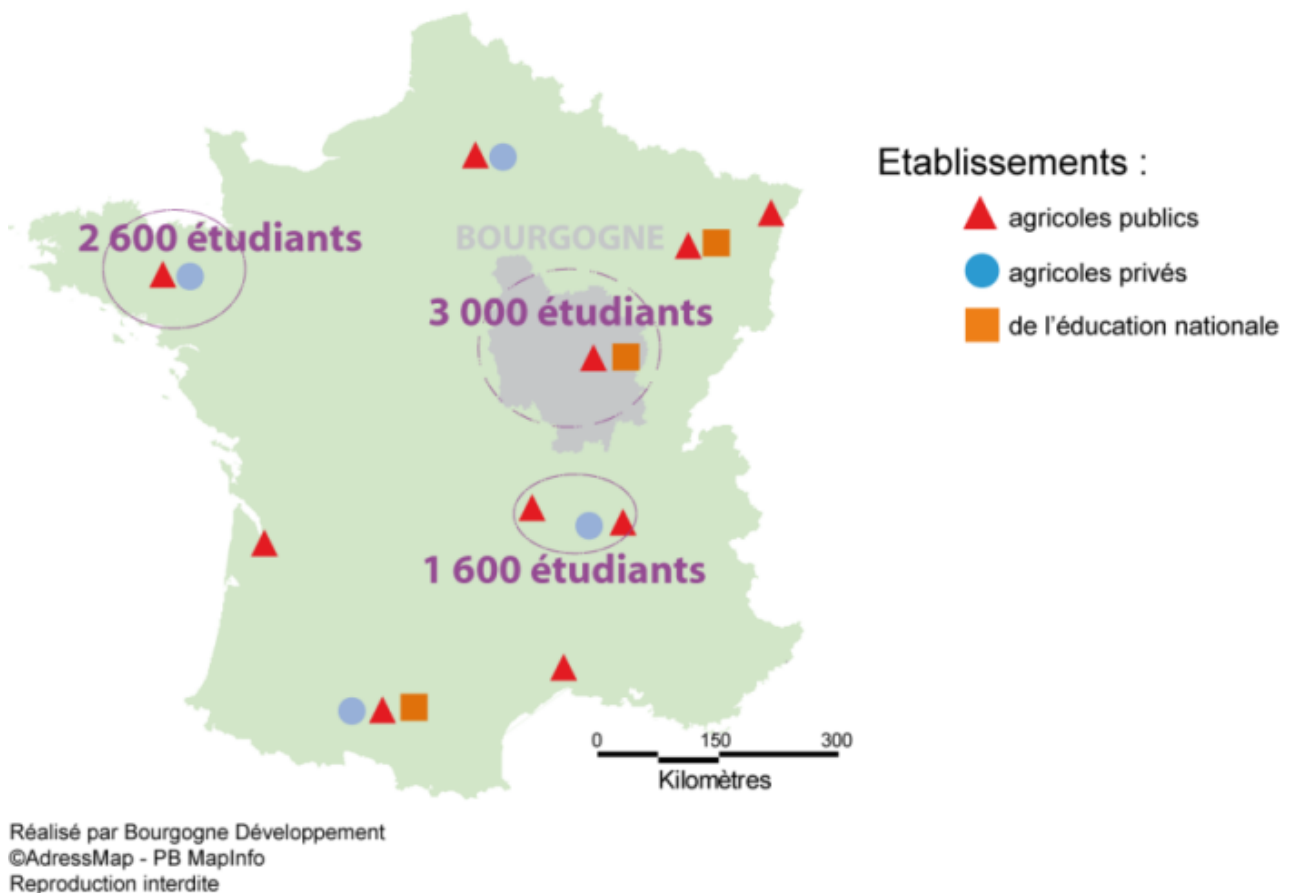 Etablissements :
agricoles publics
2 600 étudiants
BOURGOGNE
agricoles privés
3 000 étudiants
de l'éducation nationale
1 600 étudiants
0 150 300
Kilomètres
Réalisé par Bourgogne Développement
©AdressMap - PB MapInfo
Reproduction interdite